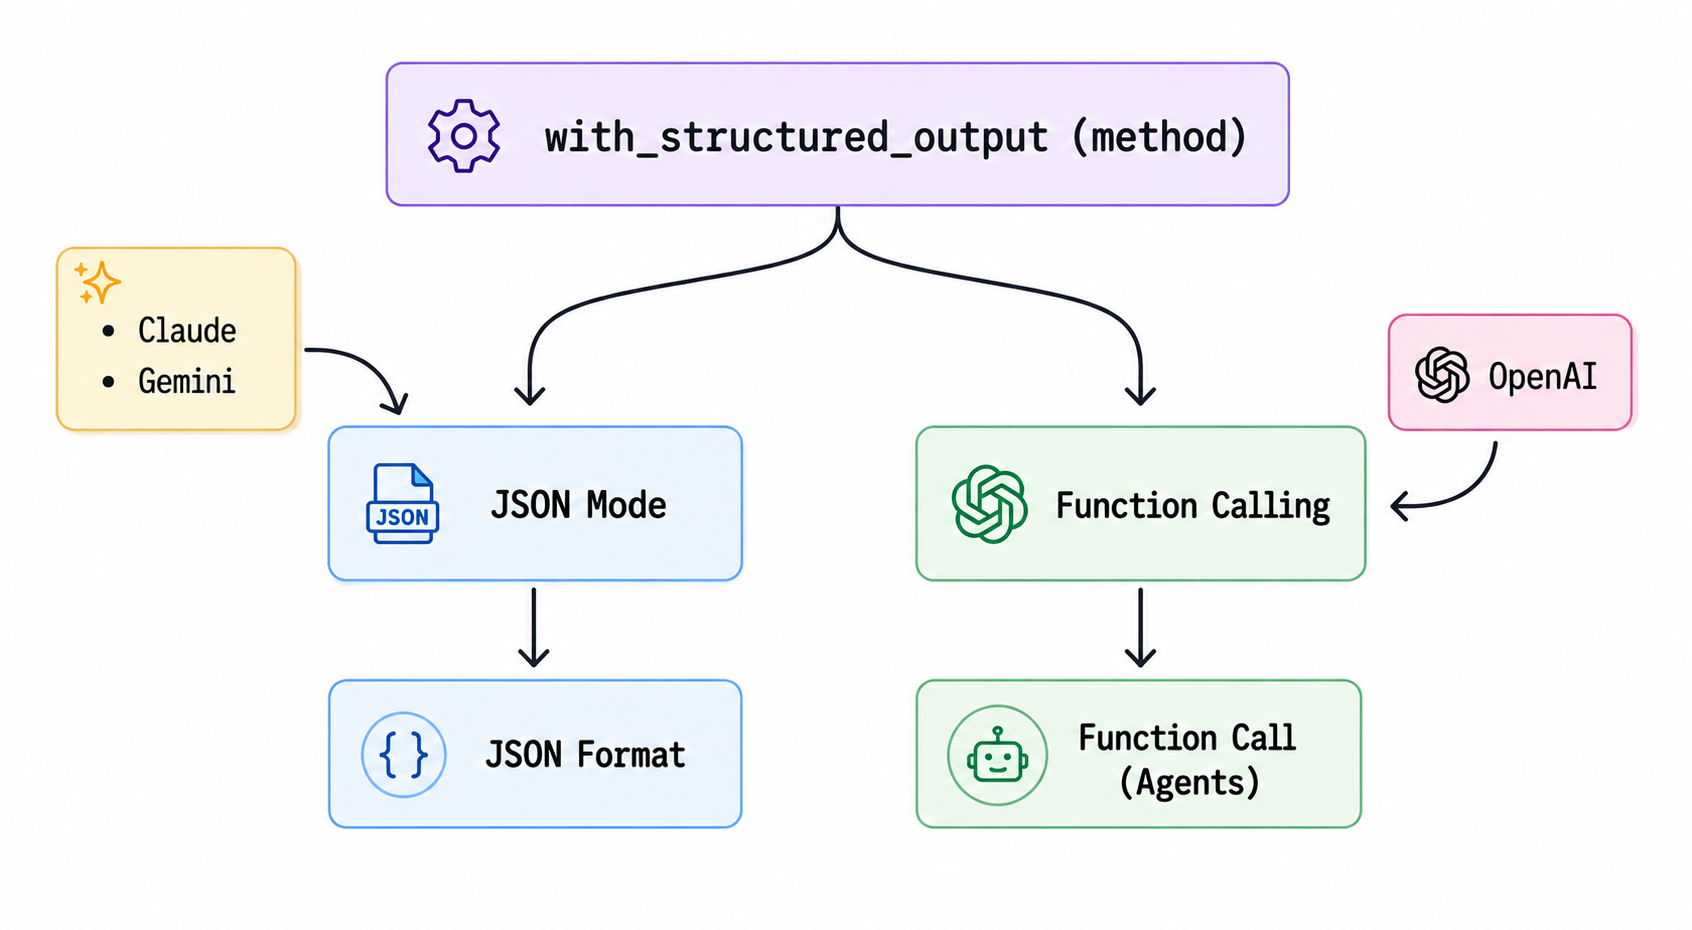 with_structured_output (method)
• Claude
• Gemini
OpenAI
JSON
JSON Mode
Function Calling
{ }
JSON Format
Function Call
(Agents)